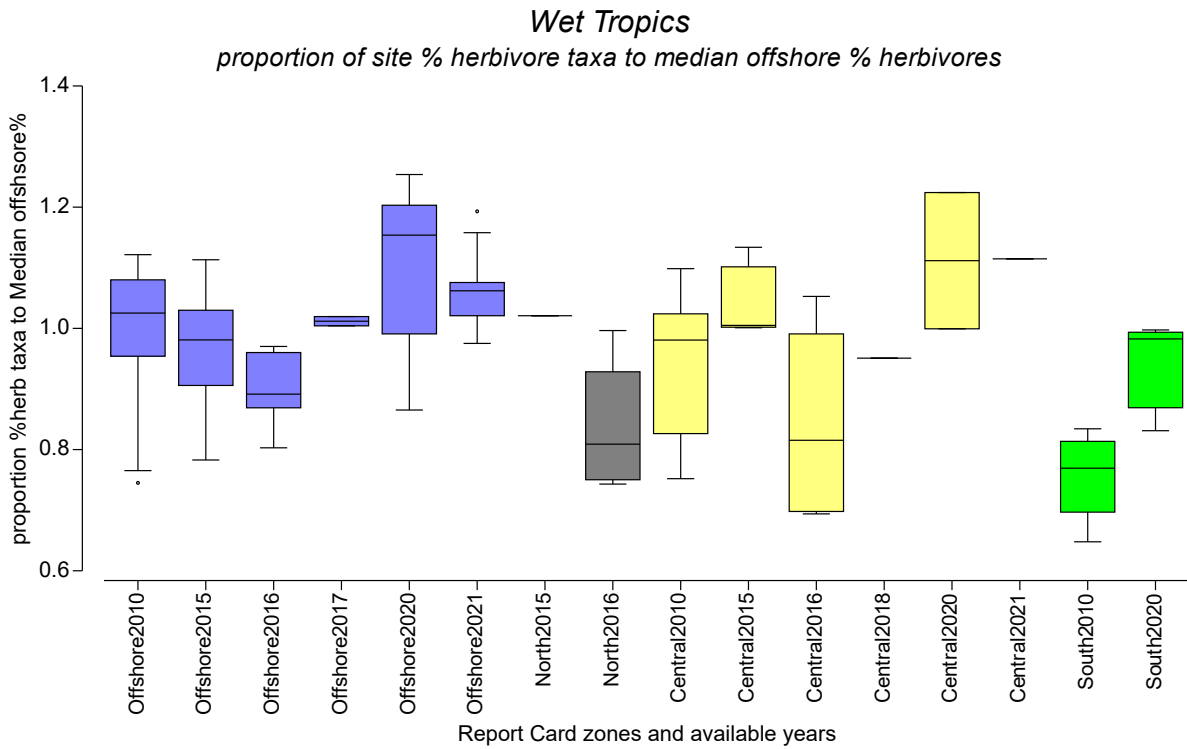 Wet Tropics
proportion of site % herbivore taxa to median offshore % herbivores
proportion %herb taxa to Median offshsore%
1.4
1.2
1.0
0.8
0.6
Offshore2010
Offshore2015
Offshore2016
Offshore2017
Offshore2020
Offshore2021
North2015
North2016
Central2010
Central2015
Central2016
Central2018
Central2020
Central2021
South2010
South2020
Report Card zones and available years